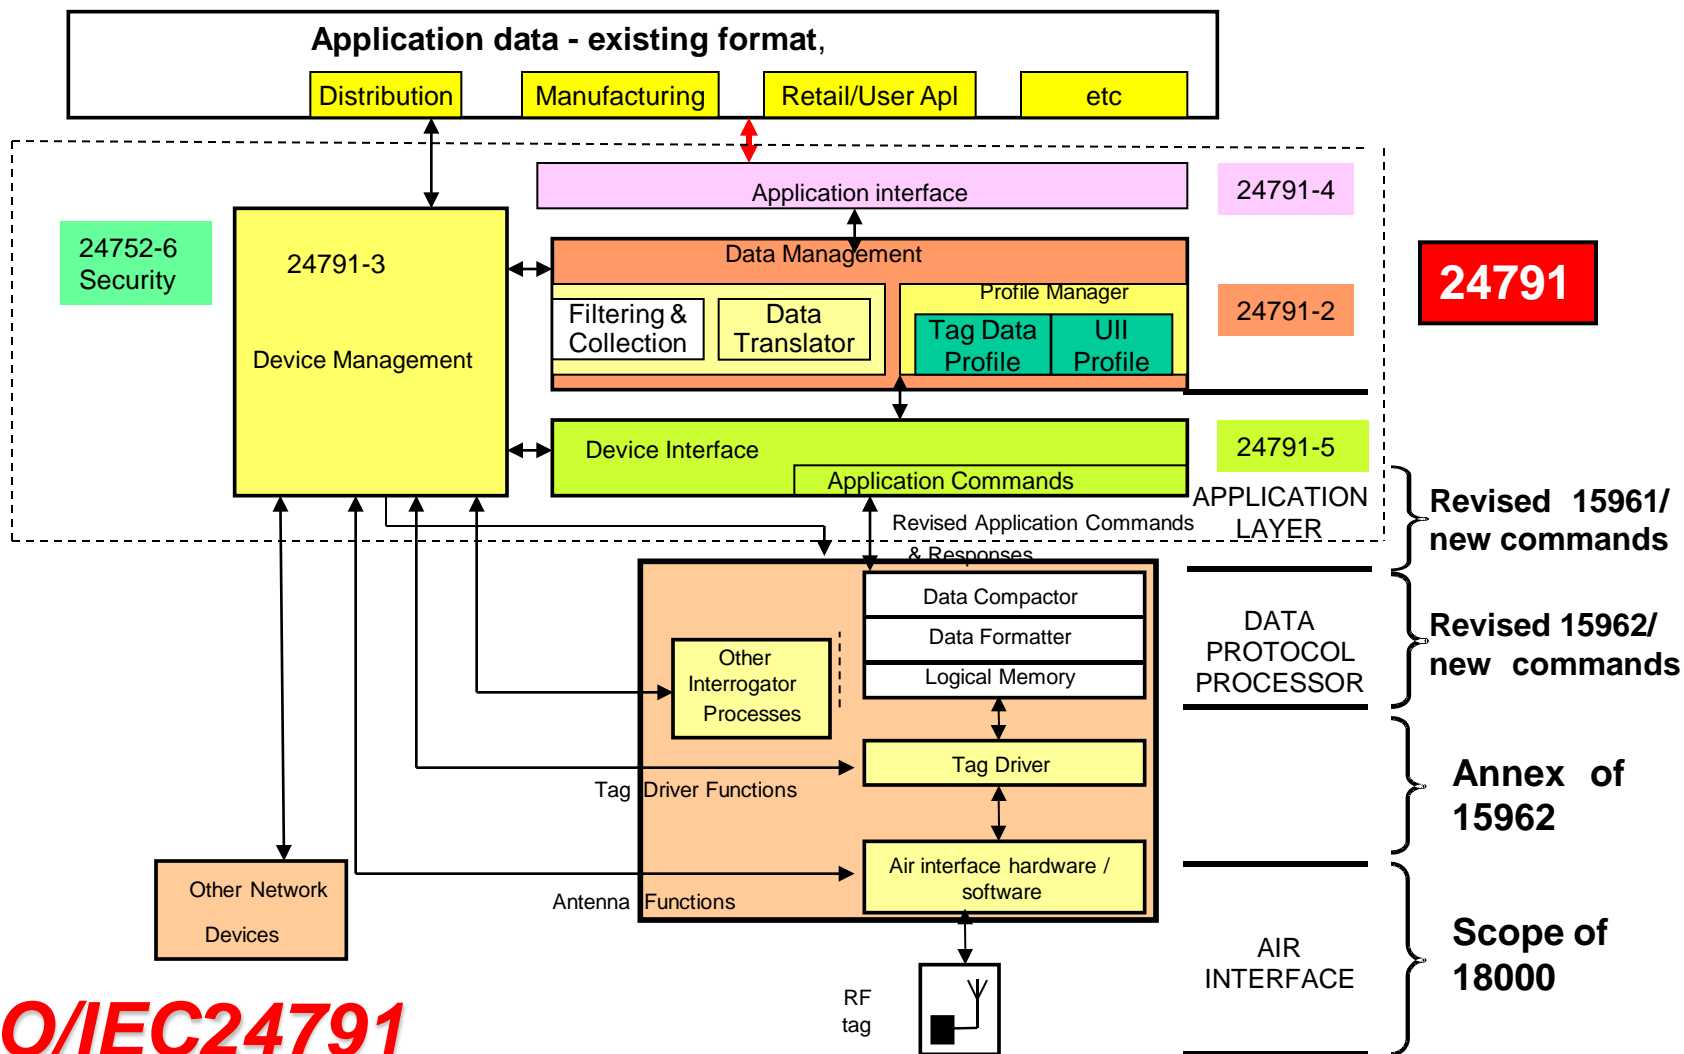 Application data - existing format,
Distribution
Manufacturing
Retail/User Apl
etc
Application interface
24791-4
24752-6
Security
24791-3
Device Management
Data Management
Filtering &
Collection
Data
Translator
Profile Manager
Tag Data
Profile
UII
Profile
24791-2
24791
Device Interface
Application Commands
24791-5
APPLICATION
LAYER
Revised 15961/
new commands
Revised Application Commands
& Responses
Data Compactor
Data Formatter
Logical Memory
Other
Interrogator
Processes
DATA
PROTOCOL
PROCESSOR
Revised 15962/
new commands
Tag Driver
Tag Driver Functions
Annex of
15962
Air interface hardware /
software
Antenna Functions
Other Network
Devices
AIR
INTERFACE
Scope of
18000
RF
tag
O/IEC24791